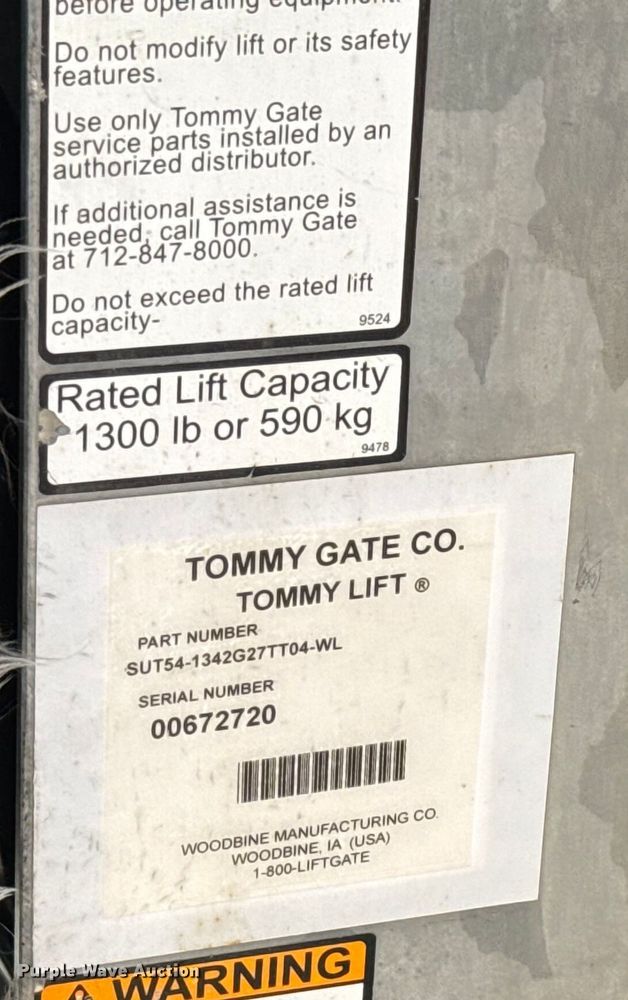 before operating equipment.
Do not modify lift or its safety
features.
Use only Tommy Gate
service parts installed by an
authorized distributor.
If additional assistance is
needed, call Tommy Gate
at 712-847-8000.
Do not exceed the rated lift
capacity-
9524
Rated Lift Capacity
1300 lb or 590 kg
9478
TOMMY GATE CO.
TOMMY LIFT ®
PART NUMBER
SUT54-1342G27TT04-WL
SERIAL NUMBER
00672720
WOODBINE MANUFACTURING CO.
WOODBINE, IA (USA)
1-800-LIFTGATE
WARNING
Purple Wave Auction